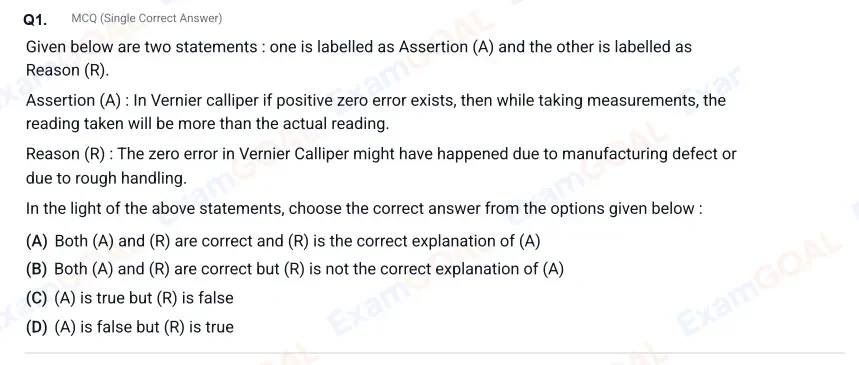 Q1. MCQ (Single Correct Answer)
Given below are two statements : one is labelled as Assertion (A) and the other is labelled as
Reason (R).
Assertion (A) : In Vernier calliper if positive zero error exists, then while taking measurements, the
reading taken will be more than the actual reading.
Reason (R) : The zero error in Vernier Calliper might have happened due to manufacturing defect or
due to rough handling.
In the light of the above statements, choose the correct answer from the options given below :
(A) Both (A) and (R) are correct and (R) is the correct explanation of (A)
(B) Both (A) and (R) are correct but (R) is not the correct explanation of (A)
(C) (A) is true but (R) is false
(D) (A) is false but (R) is true
ExamGOAL
ExamGOAL
ExamGOAL
ExamGOAL
ExamGOAL